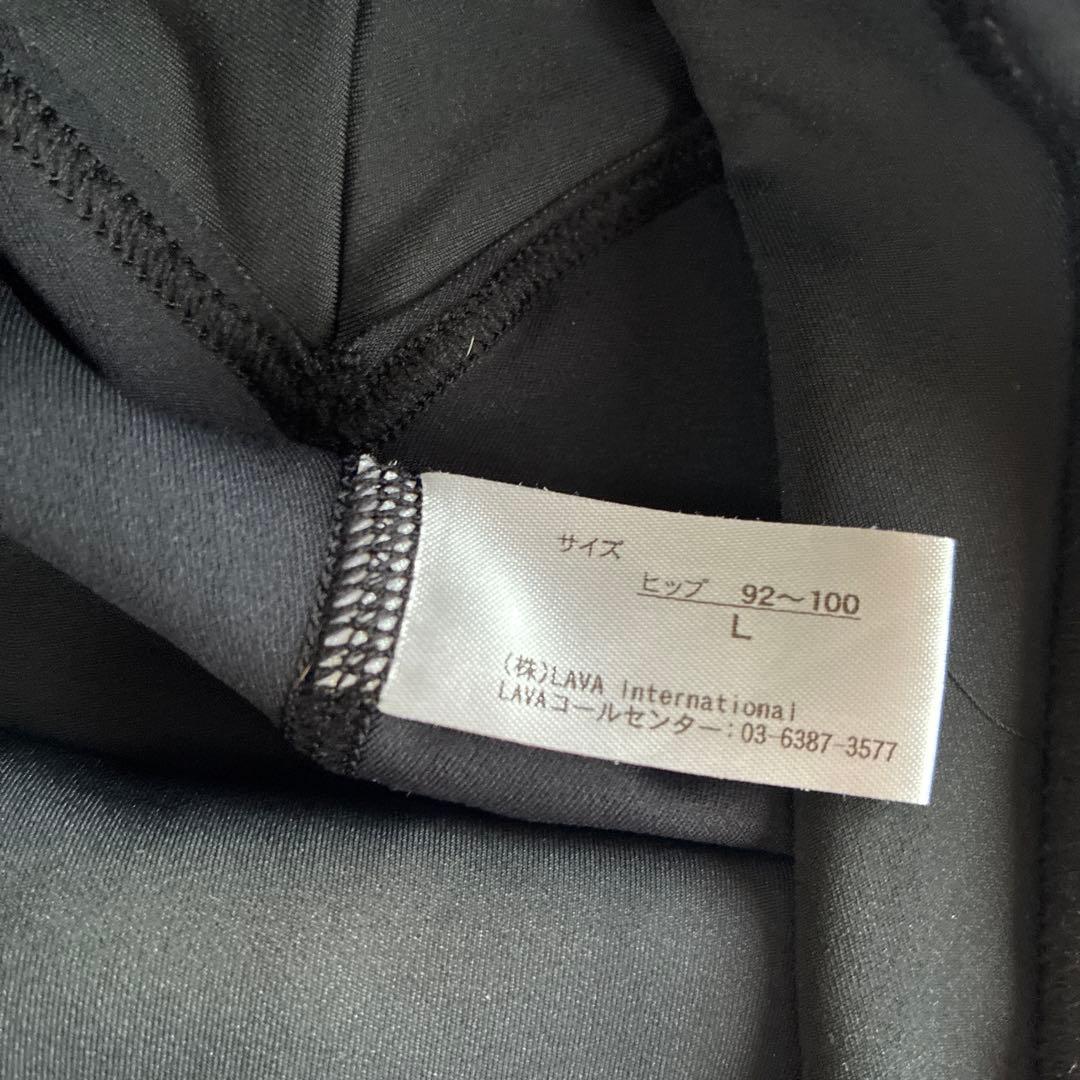 サイズ
ヒップ 92～100
L
(株)LAVA International
LAVAコールセンター:03-6387-3577